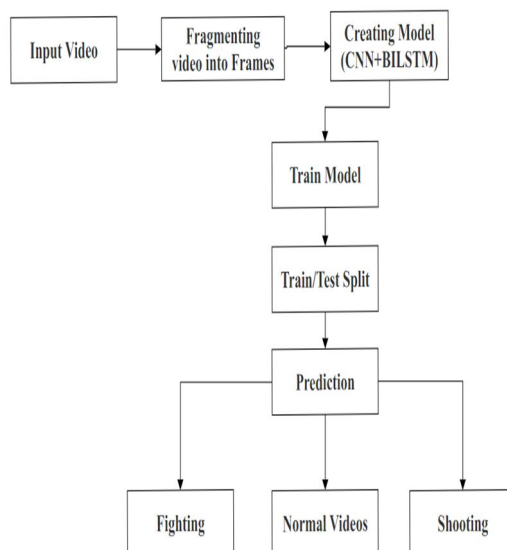 Input Video
Fragmenting
video into Frames
Creating Model
(CNN+BILSTM)
Train Model
Train/Test Split
Prediction
Fighting
Normal Videos
Shooting